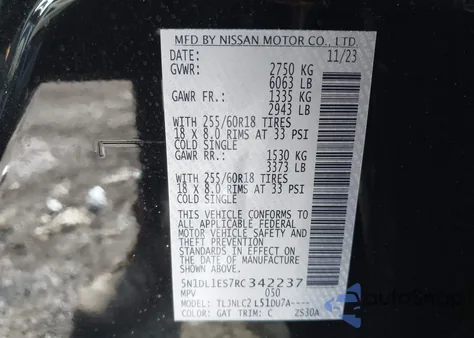 MFD BY NISSAN MOTOR CO., LTD
DATE: 11/23
GVWR: 2750 KG
6063 LB
GAWR FR.: 1335 KG
2943 LB
WITH 255/60R18 TIRES
18 X 8.0 RIMS AT 33 PSI
COLD SINGLE
GAWR RR.: 1530 KG
3373 LB
WITH 255/60R18 TIRES
18 X 8.0 RIMS AT 33 PSI
COLD SINGLE
THIS VEHICLE CONFORMS TO
ALL APPLICABLE FEDERAL
MOTOR VEHICLE SAFETY AND
THEFT PREVENTION
STANDARDS IN EFFECT ON
THE DATE OF MANUFACTURE
SHOWN ABOVE.
5N1DL1ES7RC342237
MPV 050
MODEL: TLJNLC2 L51DU7A----
COLOR: GAT TRIM: C ZS30A